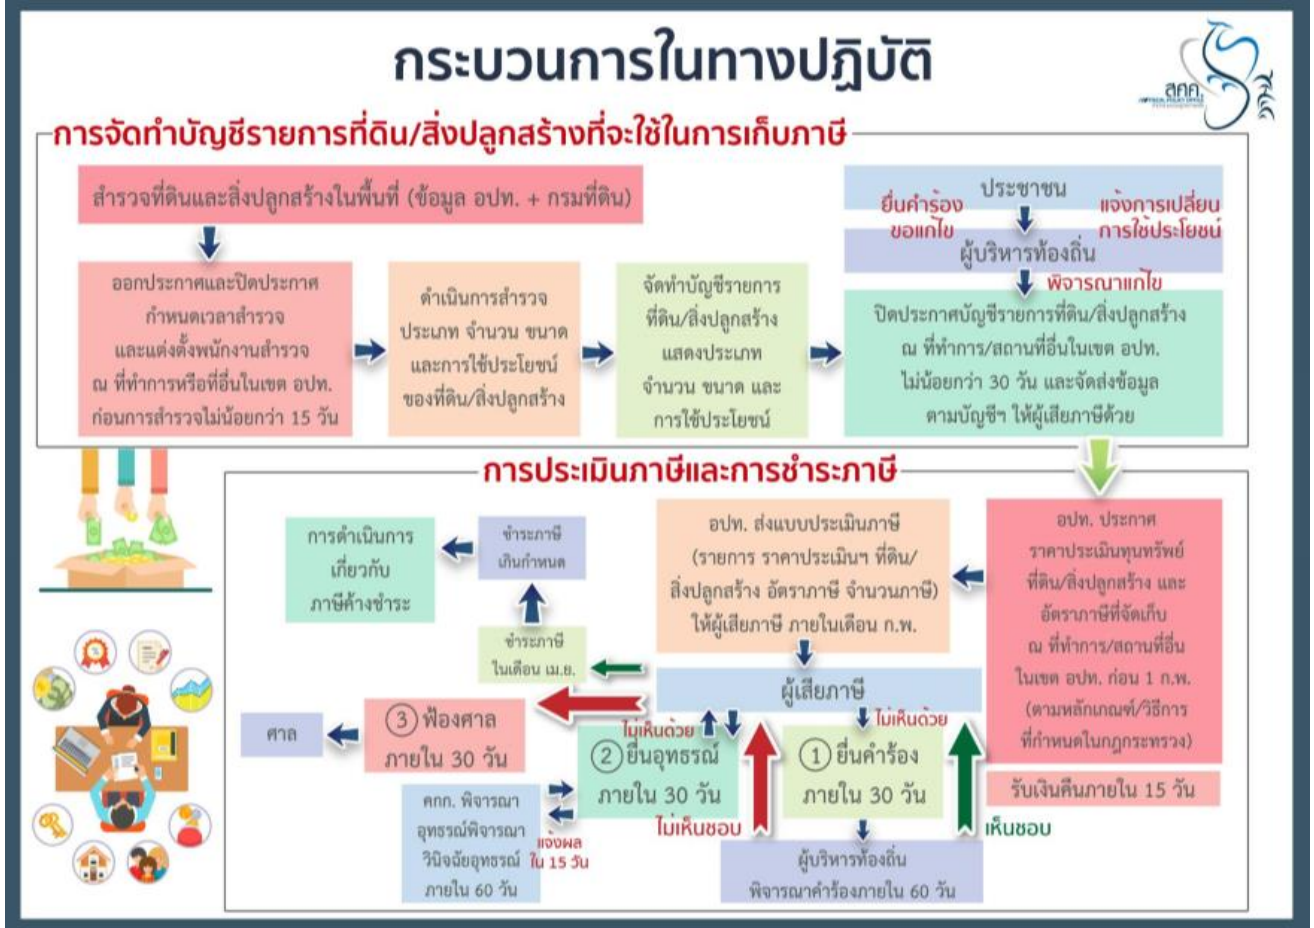 กระบวนการในทางปฏิบัติ
สศค.
การจัดทำบัญชีรายการที่ดิน/สิ่งปลูกสร้างที่จะใช้ในการเก็บภาษี
สำรวจที่ดินและสิ่งปลูกสร้างในพื้นที่ (ข้อมูล อปท. + กรมที่ดิน)
ออกประกาศและปิดประกาศ
กำหนดเวลาสำรวจ
และแต่งตั้งพนักงานสำรวจ
ณ ที่ทำการหรือที่อื่นในเขต อปท.
ก่อนการสำรวจไม่น้อยกว่า 15 วัน
ดำเนินการสำรวจ
ประเภท จำนวน ขนาด
และการใช้ประโยชน์
ของที่ดิน/สิ่งปลูกสร้าง
จัดทำบัญชีรายการ
ที่ดิน/สิ่งปลูกสร้าง
แสดงประเภท
จำนวน ขนาด และ
การใช้ประโยชน์
ประชาชน
ยื่นคำร้อง
ขอแก้ไข
แจ้งการเปลี่ยน
การใช้ประโยชน์
ผู้บริหารท้องถิ่น
พิจารณาแก้ไข
ปิดประกาศบัญชีรายการที่ดิน/สิ่งปลูกสร้าง
ณ ที่ทำการ/สถานที่อื่นในเขต อปท.
ไม่น้อยกว่า 30 วัน และจัดส่งข้อมูล
ตามบัญชีฯ ให้ผู้เสียภาษีด้วย
การประเมินภาษีและการชำระภาษี
อปท. ประกาศ
ราคาประเมินทุนทรัพย์
ที่ดิน/สิ่งปลูกสร้าง และ
อัตราภาษีที่จัดเก็บ
ณ ที่ทำการ/สถานที่อื่น
ในเขต อปท. ก่อน 1 ก.พ.
(ตามหลักเกณฑ์/วิธีการ
ที่กำหนดในกฎกระทรวง)
รับเงินคืนภายใน 15 วัน
อปท. ส่งแบบประเมินภาษี
(รายการ ราคาประเมินฯ ที่ดิน/
สิ่งปลูกสร้าง อัตราภาษี จำนวนภาษี)
ให้ผู้เสียภาษี ภายในเดือน ก.พ.
ผู้เสียภาษี
ชำระภาษี
ในเดือน เม.ย.
ชำระภาษี
เกินกำหนด
การดำเนินการ
เกี่ยวกับ
ภาษีค้างชำระ
ไม่เห็นด้วย
1 ยื่นคำร้อง
ภายใน 30 วัน
ผู้บริหารท้องถิ่น
พิจารณาคำร้องภายใน 60 วัน
เห็นชอบ
ไม่เห็นชอบ
ไม่เห็นด้วย
2 ยื่นอุทธรณ์
ภายใน 30 วัน
คกก. พิจารณา
อุทธรณ์พิจารณา
วินิจฉัยอุทธรณ์
ภายใน 60 วัน
แจ้งผล
ใน 15 วัน
3 ฟ้องศาล
ภายใน 30 วัน
ศาล